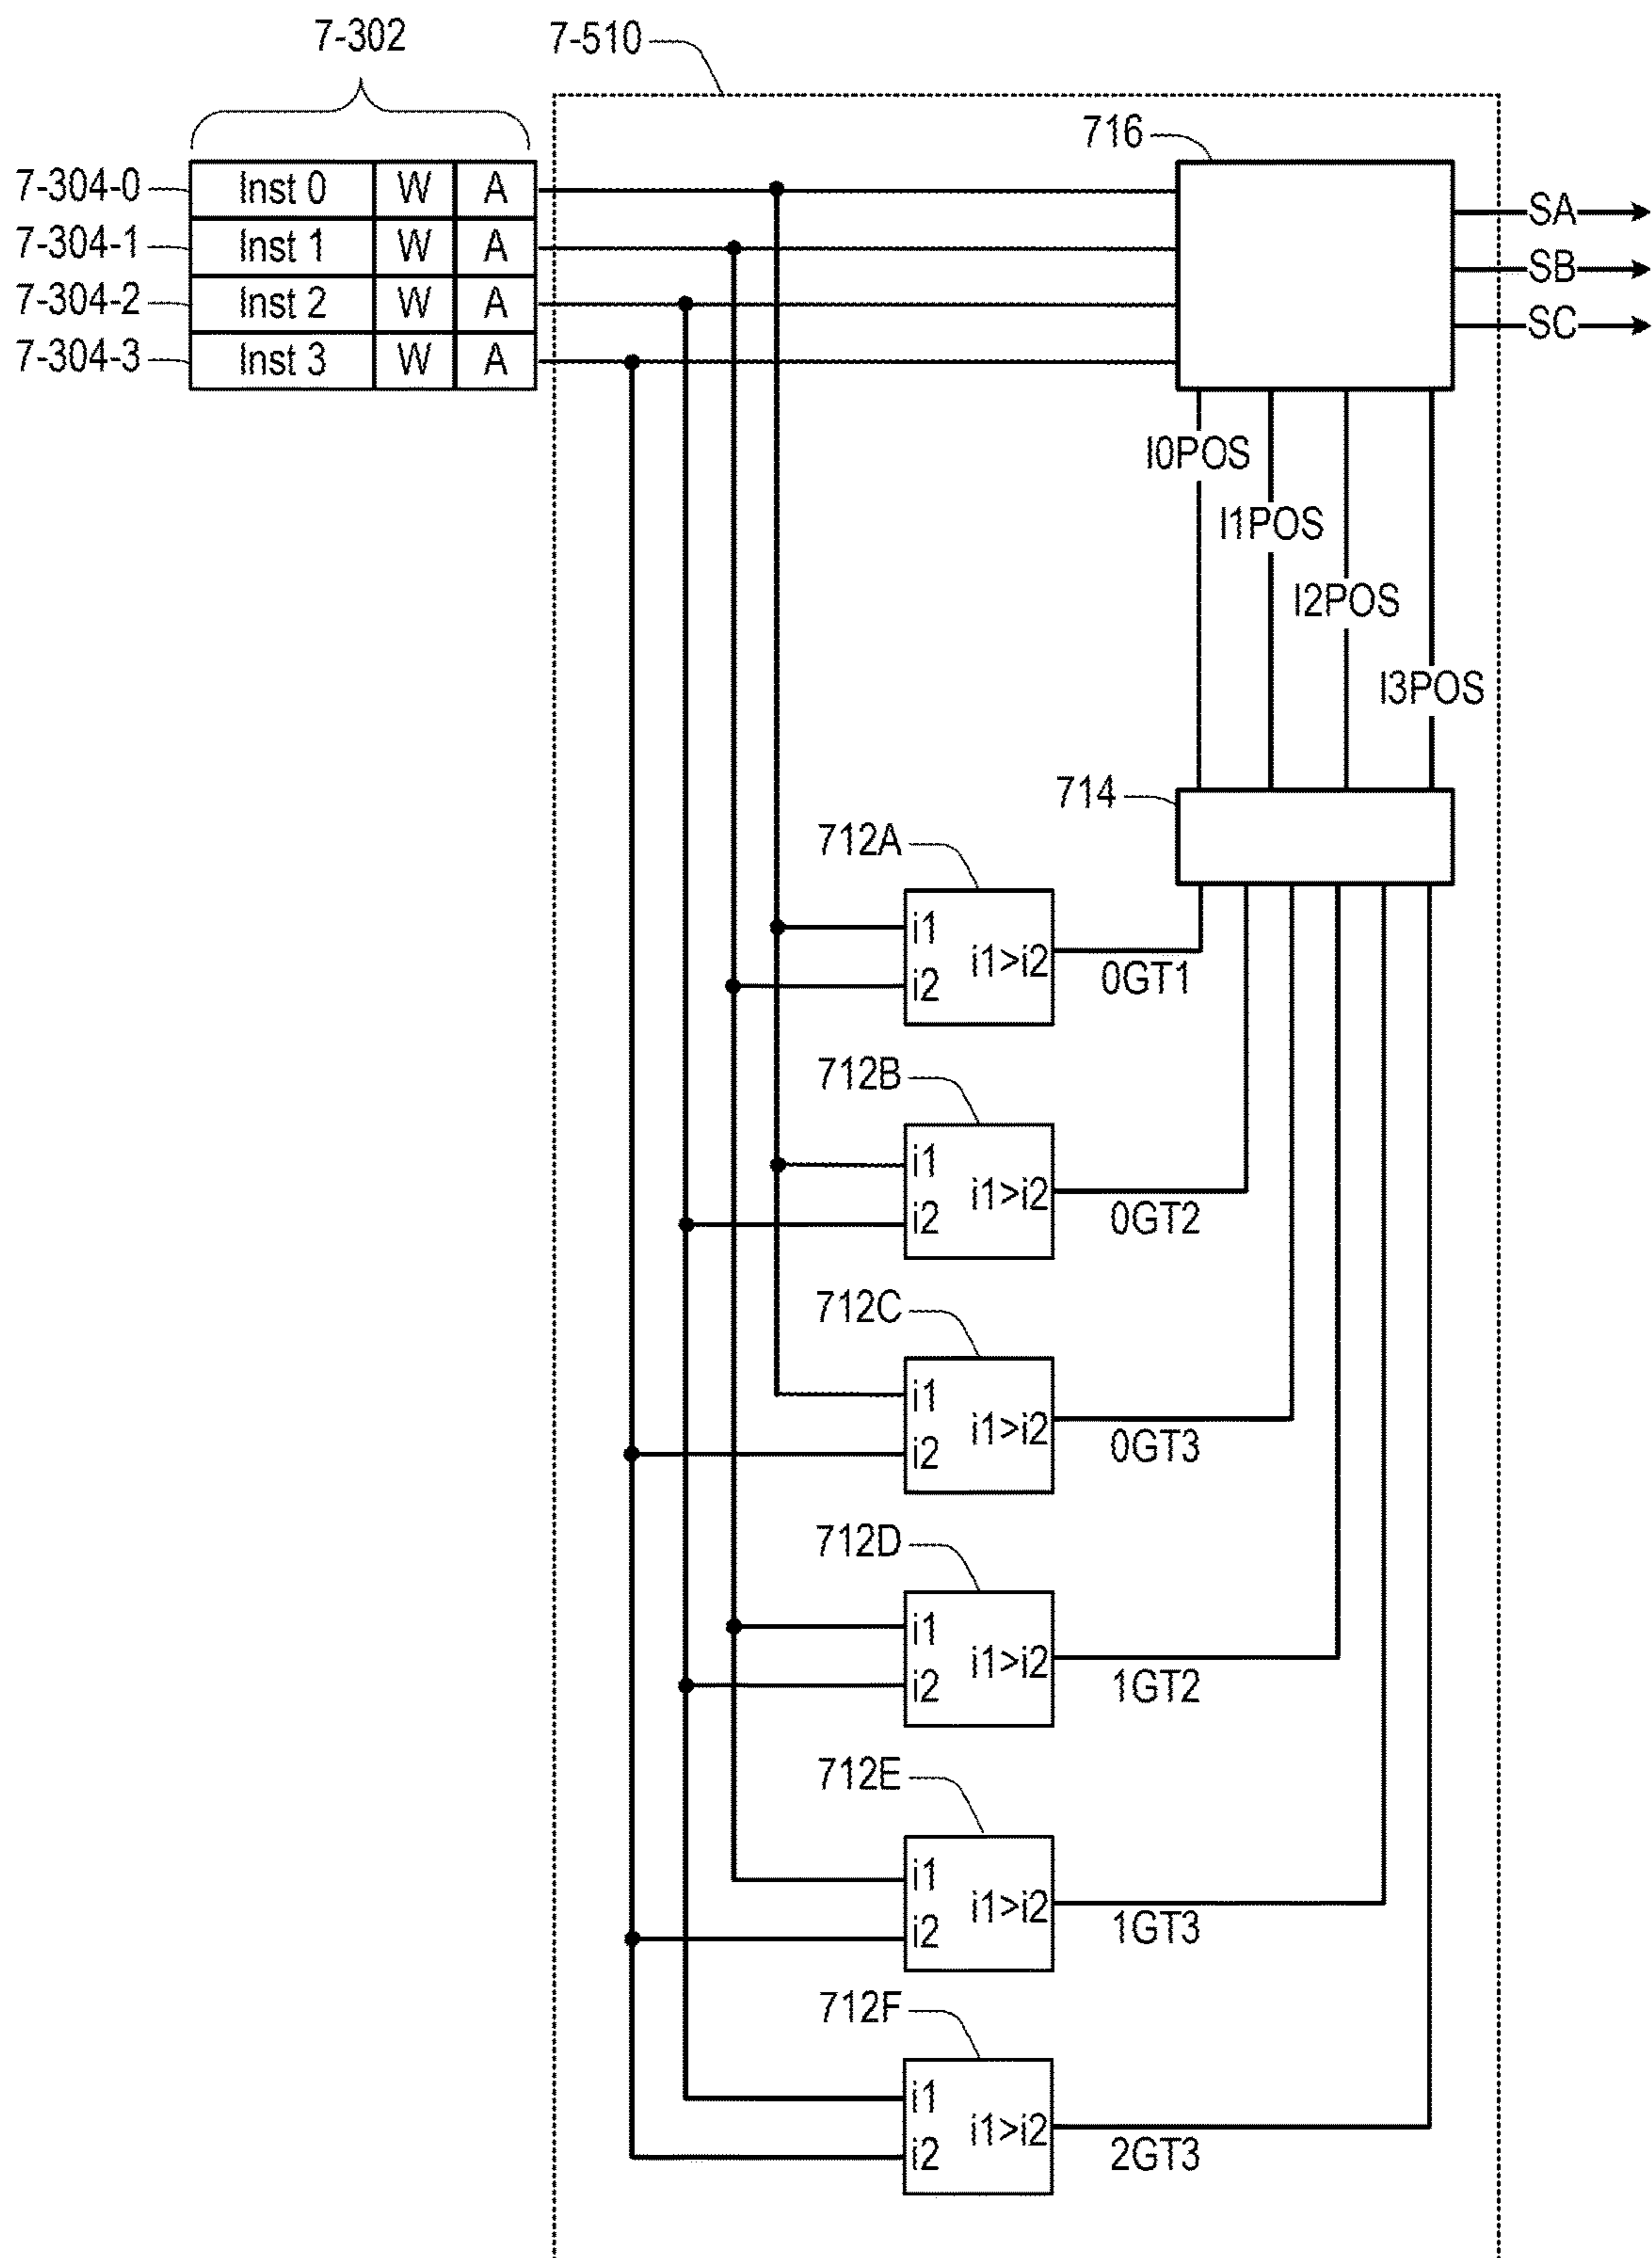 7-302
7-510
716
7-304-0 Inst 0 W A
7-304-1 Inst 1 W A
7-304-2 Inst 2 W A
7-304-3 Inst 3 W A
SA
SB
SC
I0POS
I1POS
I2POS
I3POS
714
712A
i1
i2
i1>i2
0GT1
712B
i1
i2
i1>i2
0GT2
712C
i1
i2
i1>i2
0GT3
712D
i1
i2
i1>i2
1GT2
712E
i1
i2
i1>i2
1GT3
712F
i1
i2
i1>i2
2GT3